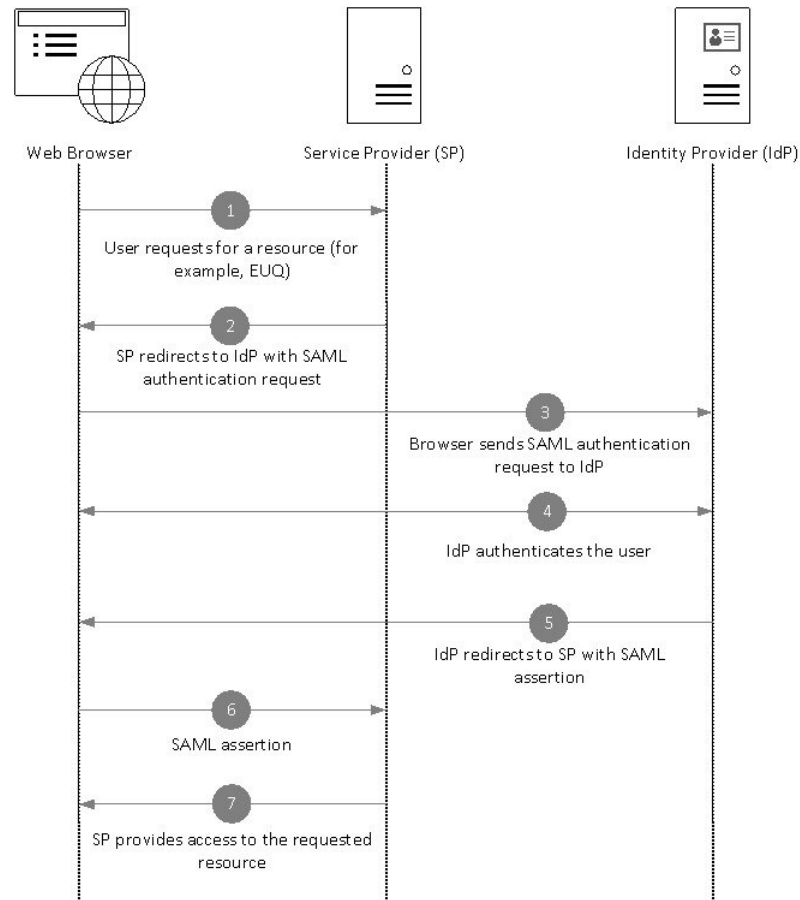 Web Browser
Service Provider (SP)
Identity Provider (IdP)
1
User requests for a resource (for
example, EUQ)
2
SP redirects to IdP with SAML
authentication request
3
Browser sends SAML authentication
request to IdP
4
IdP authenticates the user
5
IdP redirects to SP with SAML
assertion
6
SAML assertion
7
SP provides access to the requested
resource